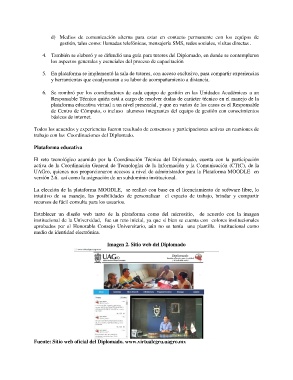 d) Medios de comunicación alterna para estar en contacto permanente con los equipos de
gestión, tales como: llamadas telefónicas, mensajería SMS, redes sociales, visitas directas.
4. También se elaboró y se difundió una guía para tutores del Diplomado, en donde se contemplaron
los aspectos generales y esenciales del proceso de capacitación
5. En plataforma se implementó la sala de tutores, con acceso exclusivo, para compartir experiencias
y herramientas que coadyuvaron a su labor de acompañamiento a distancia.
6. Se nombró por los coordinadores de cada equipo de gestión en las Unidades Académicas a un
Responsable Técnico quién está a cargo de resolver dudas de carácter técnico en el manejo de la
plataforma educativa virtual a un nivel presencial, y que en varios de los casos es el Responsable
de Centro de Cómputo, o incluso alumnos integrantes del equipo de gestión con conocimientos
básicos de internet.
Todos los acuerdos y experiencias fueron resultado de consensos y participaciones activas en reuniones de
trabajo con las Coordinaciones del Diplomado.
Plataforma educativa
El reto tecnológico asumido por la Coordinación Técnica del Diplomado, cuenta con la participación
activa de la Coordinación General de Tecnologías de la Información y la Comunicación (CTIC), de la
UAGro, quienes nos proporcionaron accesos a nivel de administrador para la Plataforma MOODLE en
versión 2.6 así como la asignación de un subdominio institucional.
La elección de la plataforma MOODLE, se realizó con base en el licenciamiento de software libre, lo
intuitivo de su manejo, las posibilidades de personalizar el espacio de trabajo, brindar y compartir
recursos de fácil consulta para los usuarios.
Establecer un diseño web tanto de la plataforma como del micrositio, de acuerdo con la imagen
institucional de la Universidad, fue un reto inicial, ya que si bien se cuenta con colores institucionales
aprobados por el Honorable Consejo Universitario, aún no se tenía una plantilla institucional como
medio de identidad electrónica.
Imagen 2. Sitio web del Diplomado
UAGro
Fuente: Sitio web oficial del Diplomado. www.virtualegro.uagro.mx